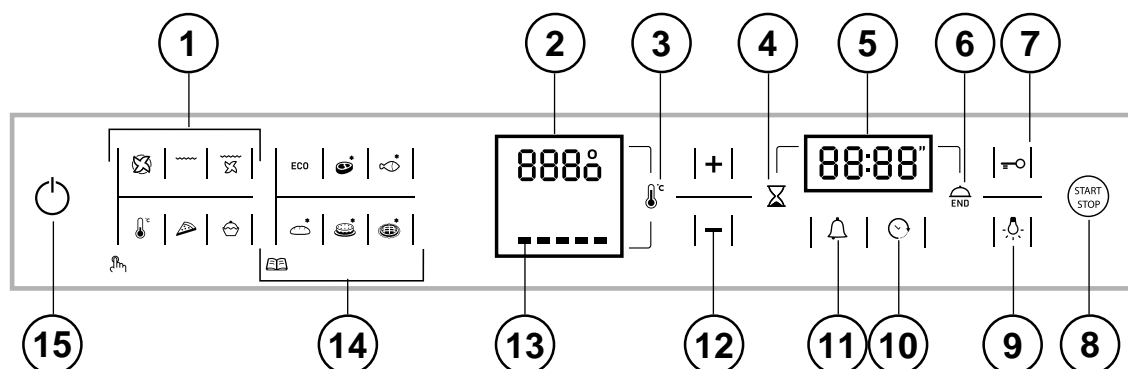 1 2 3 4 5 6 7
888° 88:88"
ECO * * °C + END START
STOP
°C * * * -
15 14 13 12 11 10 9 8